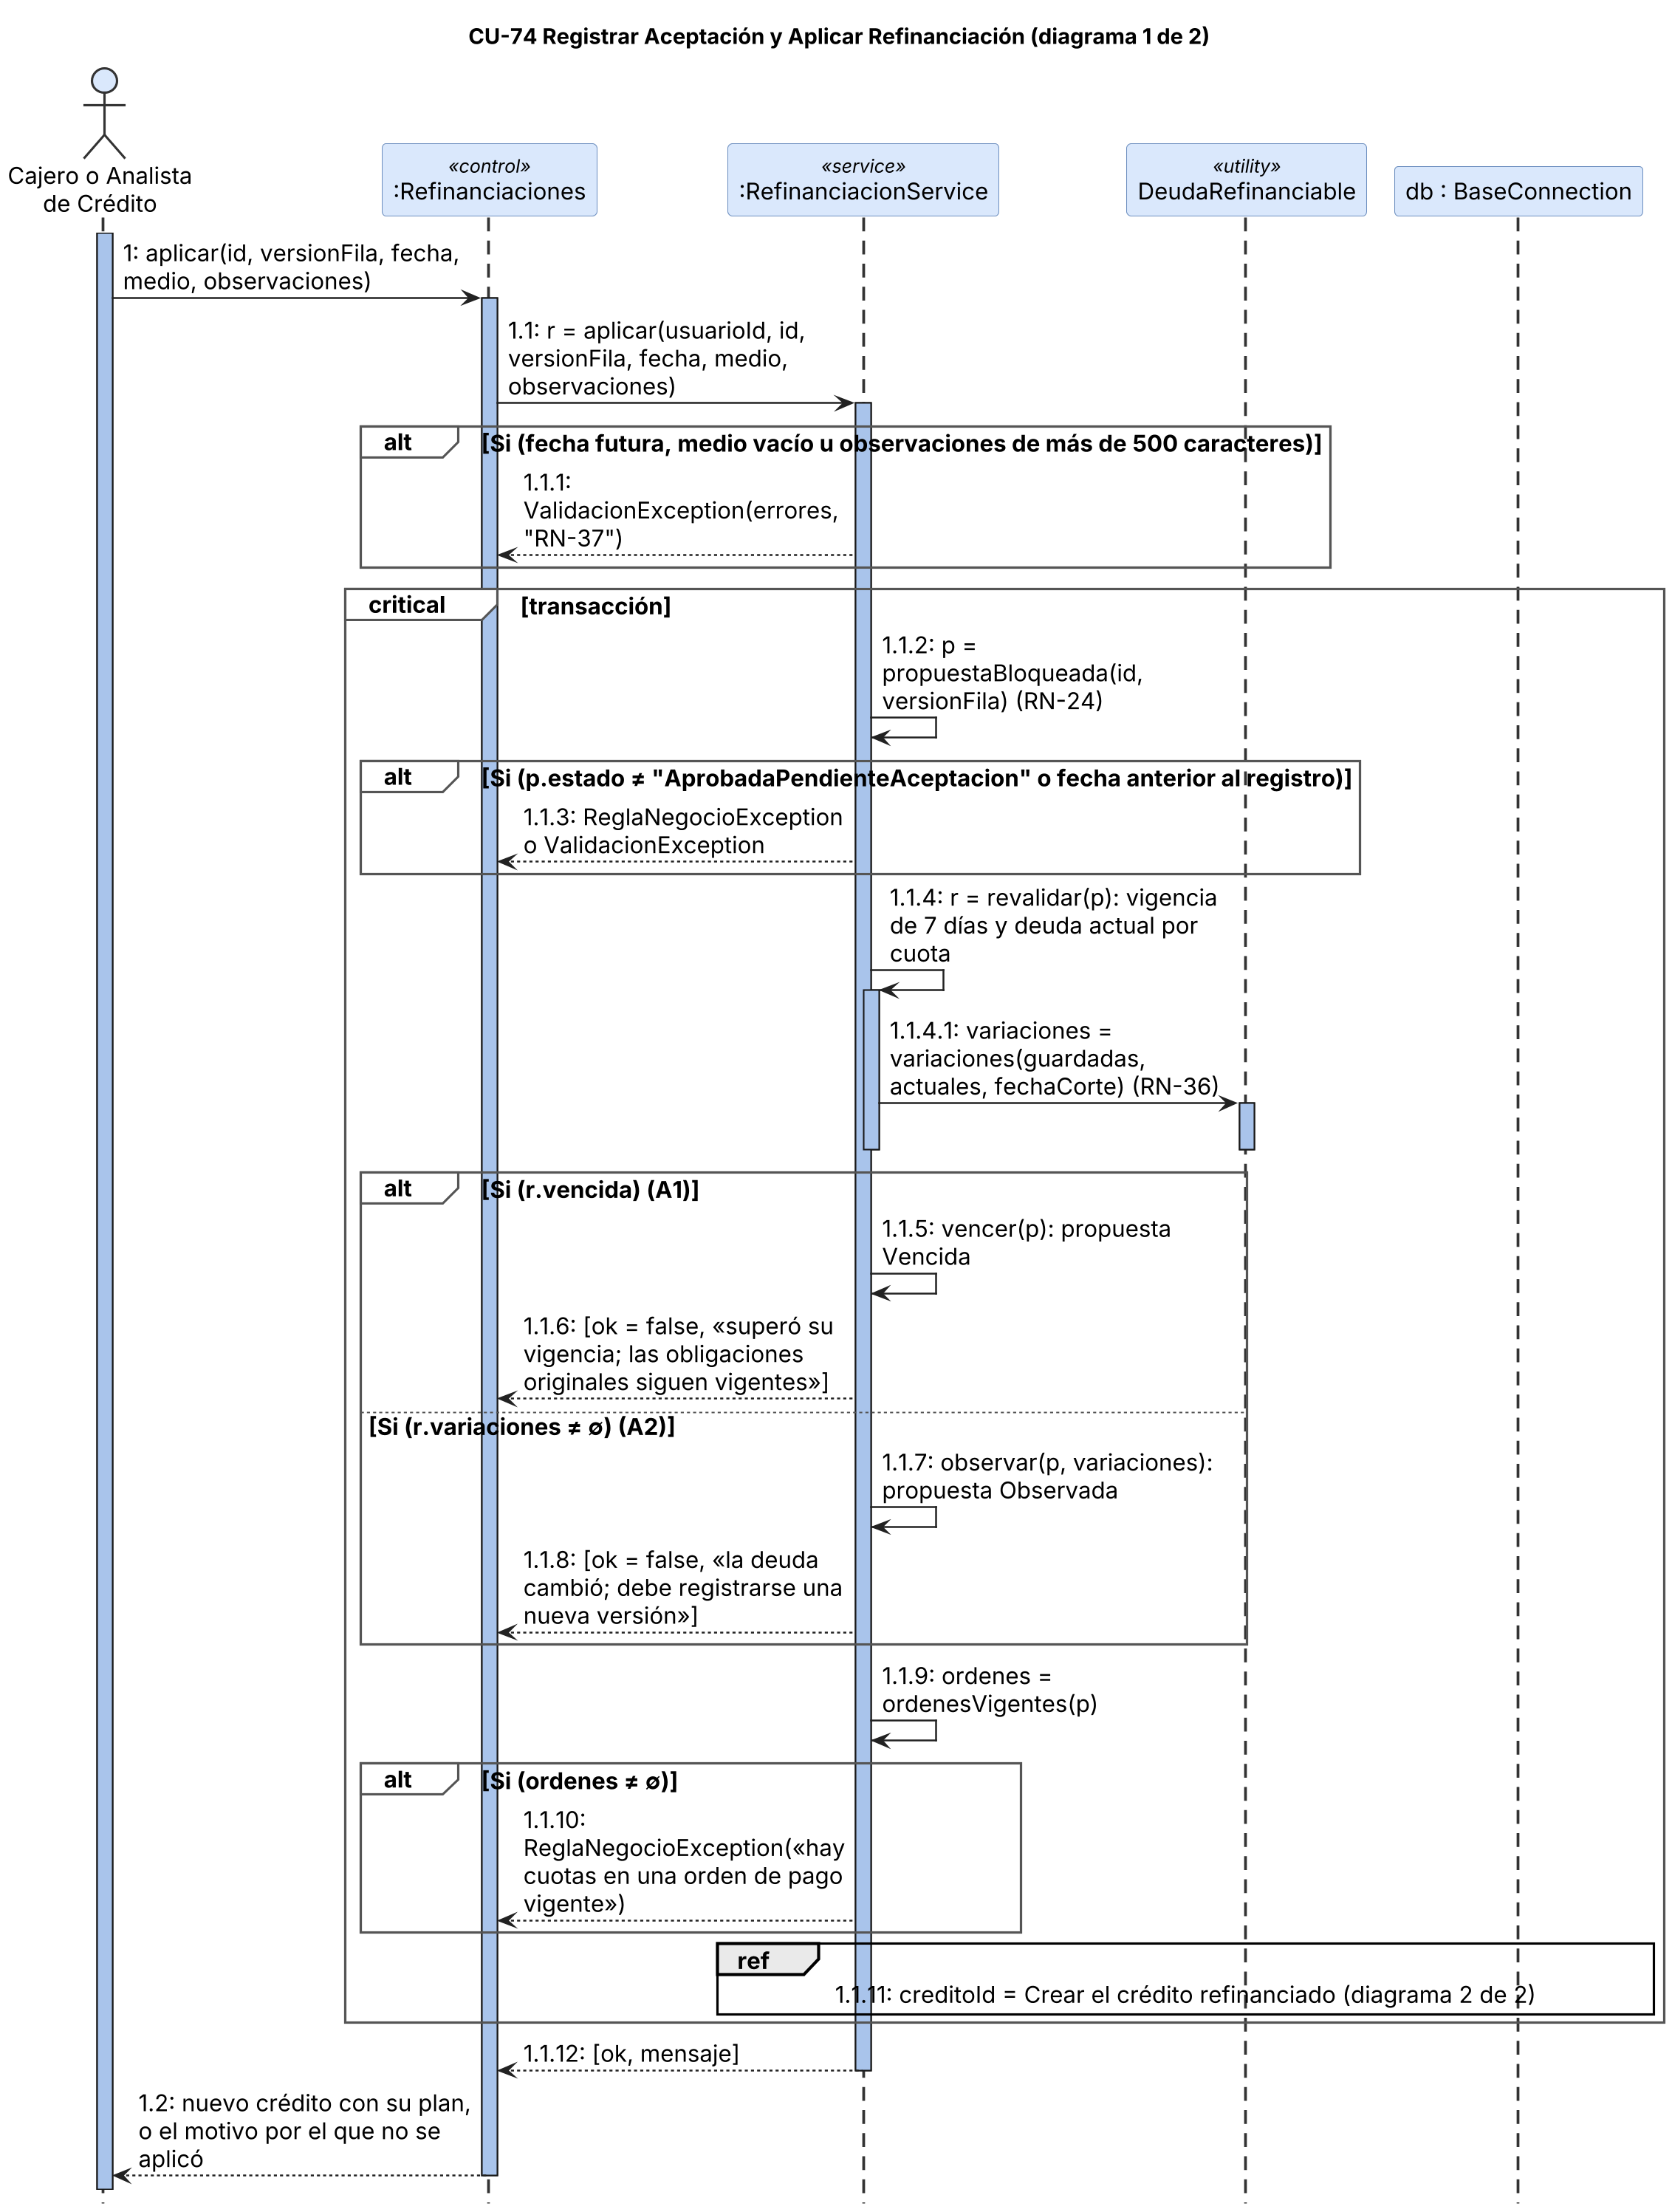 CU-74 Registrar Aceptación y Aplicar Refinanciación (diagrama 1 de 2)
Cajero o Analista
de Crédito
«control»
:Refinanciaciones
«service»
:RefinanciacionService
«utility»
DeudaRefinanciable
db : BaseConnection
1: aplicar(id, versionFila, fecha,
medio, observaciones)
1.1: r = aplicar(usuarioId, id,
versionFila, fecha, medio,
observaciones)
alt
[Si (fecha futura, medio vacío u observaciones de más de 500 caracteres)]
1.1.1:
ValidacionException(errores,
"RN-37")
critical
[transacción]
1.1.2: p =
propuestaBloqueada(id,
versionFila) (RN-24)
alt
[Si (p.estado ≠ "AprobadaPendienteAceptacion" o fecha anterior al registro)]
1.1.3: ReglaNegocioException
o ValidacionException
1.1.4: r = revalidar(p): vigencia
de 7 días y deuda actual por
cuota
1.1.4.1: variaciones =
variaciones(guardadas,
actuales, fechaCorte) (RN-36)
alt
[Si (r.vencida) (A1)]
1.1.5: vencer(p): propuesta
Vencida
1.1.6: [ok = false, «superó su
vigencia; las obligaciones
originales siguen vigentes»]
[Si (r.variaciones ≠ ø) (A2)]
1.1.7: observar(p, variaciones):
propuesta Observada
1.1.8: [ok = false, «la deuda
cambió; debe registrarse una
nueva versión»]
1.1.9: ordenes =
ordenesVigentes(p)
alt
[Si (ordenes ≠ ø)]
1.1.10:
ReglaNegocioException(«hay
cuotas en una orden de pago
vigente»)
ref
1.1.11: creditoId = Crear el crédito refinanciado (diagrama 2 de 2)
1.1.12: [ok, mensaje]
1.2: nuevo crédito con su plan,
o el motivo por el que no se
aplicó